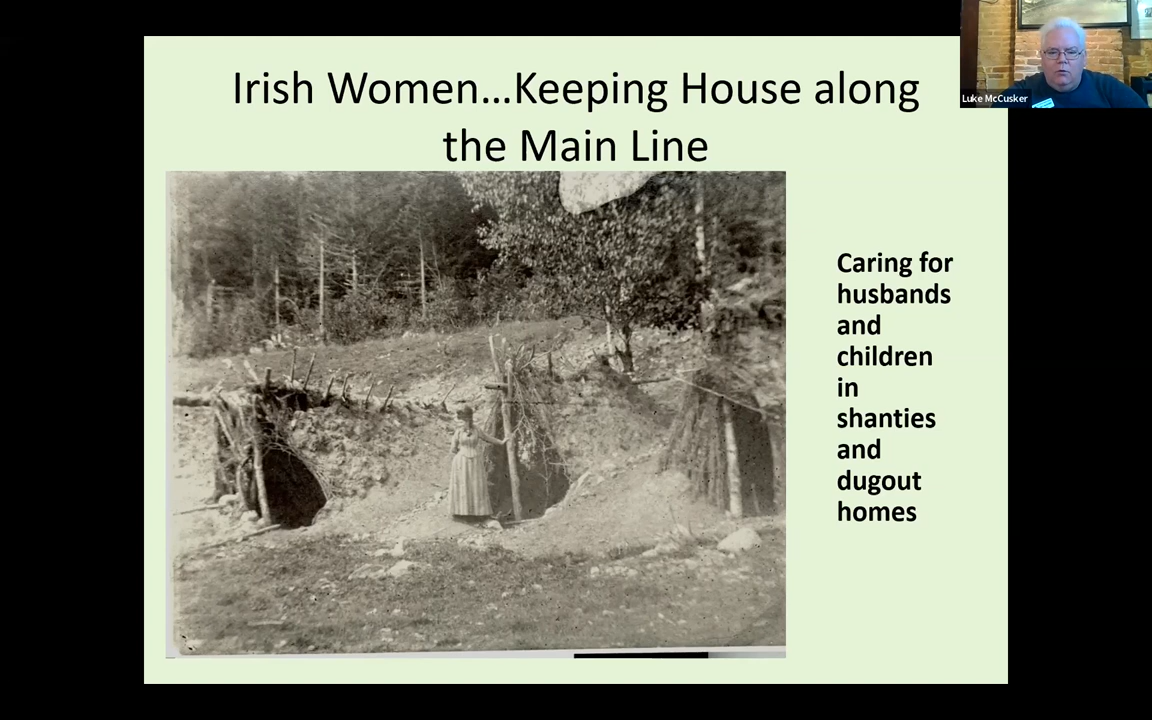 Irish Women...Keeping House along
the Main Line
Luke McCusker
Caring for
husbands
and
children
in
shanties
and
dugout
homes